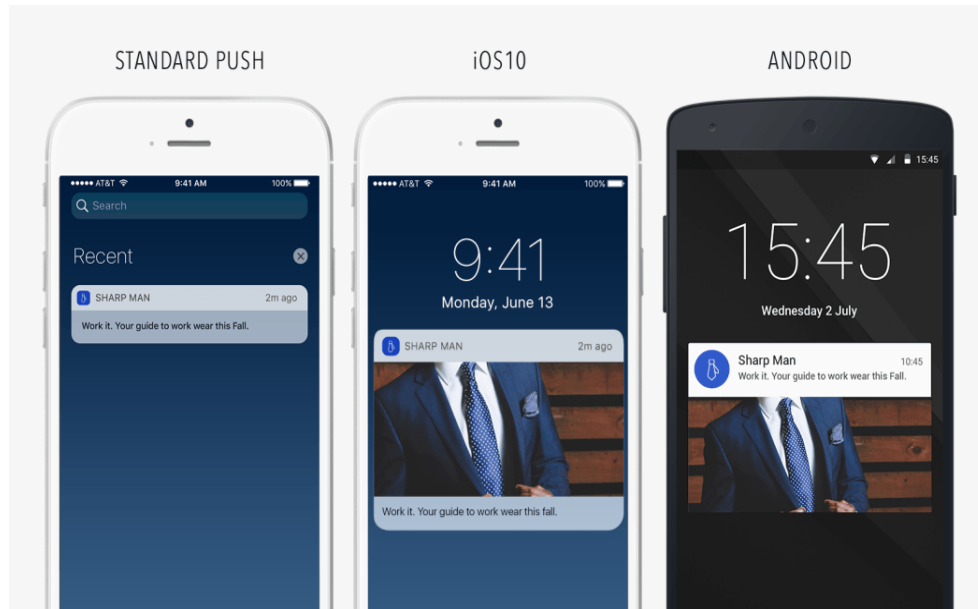 STANDARD PUSH
iOS10
ANDROID
AT&T
9:41 AM
100%
Search
Recent
SHARP MAN
2m ago
Work it. Your guide to work wear this Fall.
AT&T
9:41 AM
100%
9:41
Monday, June 13
SHARP MAN
2m ago
Work it. Your guide to work wear this fall.
15:45
15:45
Wednesday 2 July
Sharp Man
10:45
Work it. Your guide to work wear this Fall.